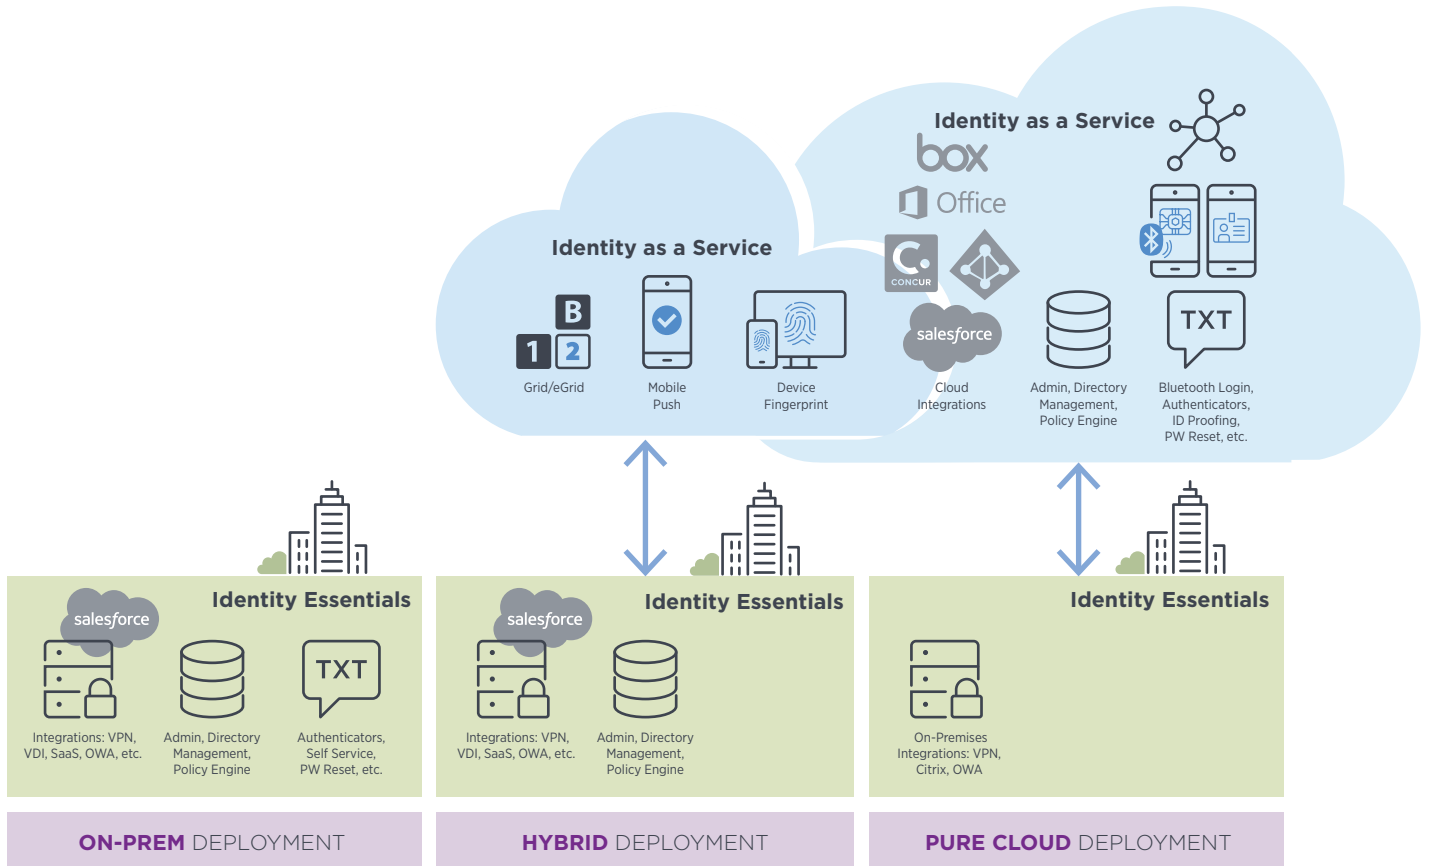 Identity as a Service
box
Office
C.
CONCUR
salesforce
TXT
Cloud
Integrations
Admin, Directory
Management,
Policy Engine
Bluetooth Login,
Authenticators,
ID Proofing,
PW Reset, etc.
Identity as a Service
B
1 2
Grid/eGrid
Mobile
Push
Device
Fingerprint
Identity Essentials
salesforce
TXT
Integrations: VPN,
VDI, SaaS, OWA, etc.
Admin, Directory
Management,
Policy Engine
Authenticators,
Self Service,
PW Reset, etc.
ON-PREM DEPLOYMENT
Identity Essentials
salesforce
Integrations: VPN,
VDI, SaaS, OWA, etc.
Admin, Directory
Management,
Policy Engine
HYBRID DEPLOYMENT
Identity Essentials
On-Premises
Integrations: VPN,
Citrix, OWA
PURE CLOUD DEPLOYMENT